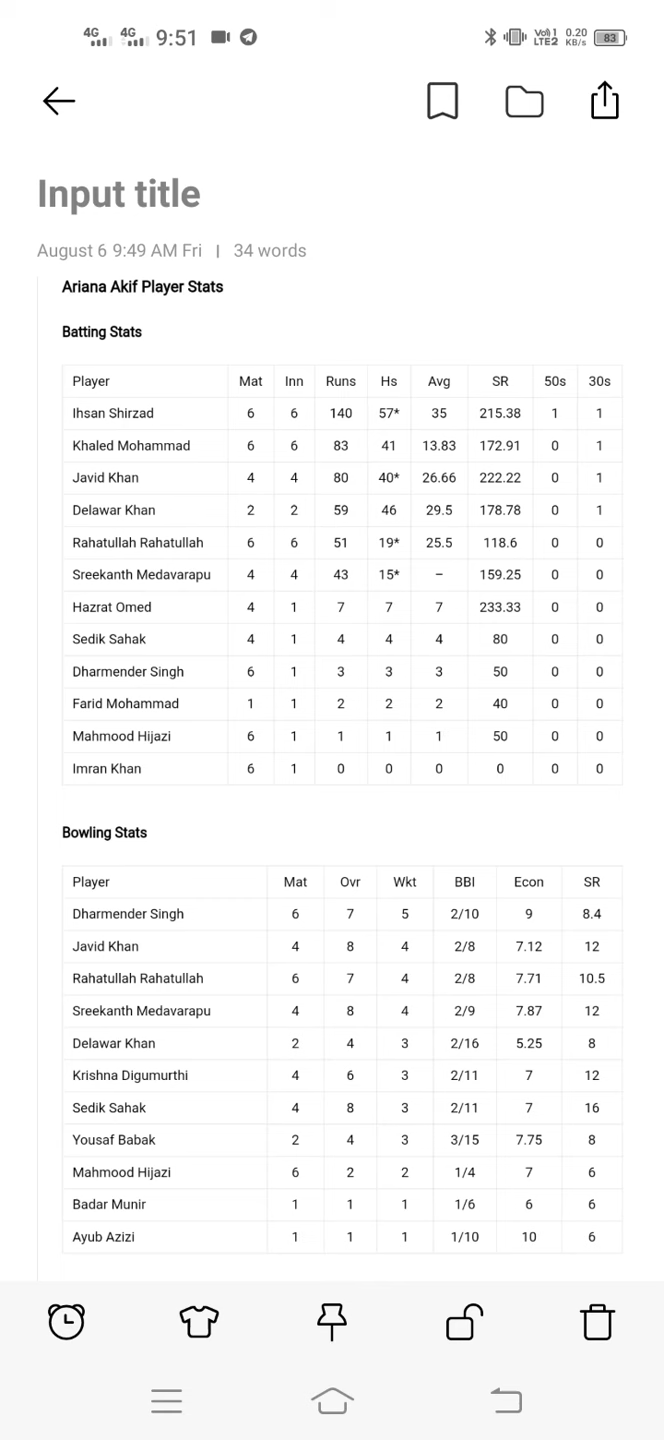 4G 4G 9:51 Vo)) 1 LTE2 0.20 KB/s 83
Input title
August 6 9:49 AM Fri | 34 words
Ariana Akif Player Stats
Batting Stats
Player Mat Inn Runs Hs Avg SR 50s 30s
Ihsan Shirzad 6 6 140 57* 35 215.38 1 1
Khaled Mohammad 6 6 83 41 13.83 172.91 0 1
Javid Khan 4 4 80 40* 26.66 222.22 0 1
Delawar Khan 2 2 59 46 29.5 178.78 0 1
Rahatullah Rahatullah 6 6 51 19* 25.5 118.6 0 0
Sreekanth Medavarapu 4 4 43 15* – 159.25 0 0
Hazrat Omed 4 1 7 7 7 233.33 0 0
Sedik Sahak 4 1 4 4 4 80 0 0
Dharmender Singh 6 1 3 3 3 50 0 0
Farid Mohammad 1 1 2 2 2 40 0 0
Mahmood Hijazi 6 1 1 1 1 50 0 0
Imran Khan 6 1 0 0 0 0 0 0
Bowling Stats
Player Mat Ovr Wkt BBI Econ SR
Dharmender Singh 6 7 5 2/10 9 8.4
Javid Khan 4 8 4 2/8 7.12 12
Rahatullah Rahatullah 6 7 4 2/8 7.71 10.5
Sreekanth Medavarapu 4 8 4 2/9 7.87 12
Delawar Khan 2 4 3 2/16 5.25 8
Krishna Digumurthi 4 6 3 2/11 7 12
Sedik Sahak 4 8 3 2/11 7 16
Yousaf Babak 2 4 3 3/15 7.75 8
Mahmood Hijazi 6 2 2 1/4 7 6
Badar Munir 1 1 1 1/6 6 6
Ayub Azizi 1 1 1 1/10 10 6